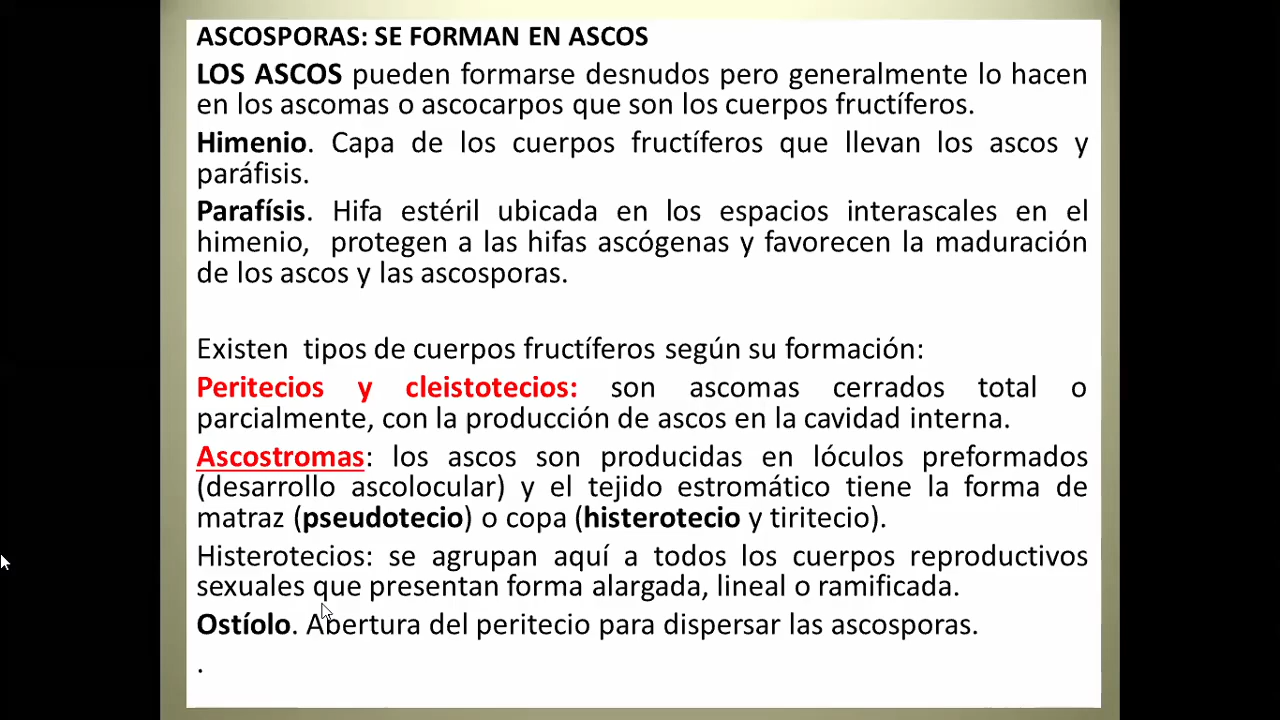 ASCOSPORAS: SE FORMAN EN ASCOS
LOS ASCOS pueden formarse desnudos pero generalmente lo hacen
en los ascomas o ascocarpos que son los cuerpos fructíferos.
Himenio. Capa de los cuerpos fructíferos que llevan los ascos y
paráfisis.
Parafísis. Hifa estéril ubicada en los espacios interascales en el
himenio,  protegen a las hifas ascógenas y favorecen la maduración
de los ascos y las ascosporas.
Existen  tipos de cuerpos fructíferos según su formación:
Peritecios y cleistotecios: son ascomas cerrados total o
parcialmente, con la producción de ascos en la cavidad interna.
Ascostromas: los ascos son producidas en lóculos preformados
(desarrollo ascolocular) y el tejido estromático tiene la forma de
matraz (pseudotecio) o copa (histerotecio y tiritecio).
Histerotecios: se agrupan aquí a todos los cuerpos reproductivos
sexuales que presentan forma alargada, lineal o ramificada.
Ostíolo. Abertura del peritecio para dispersar las ascosporas.
.